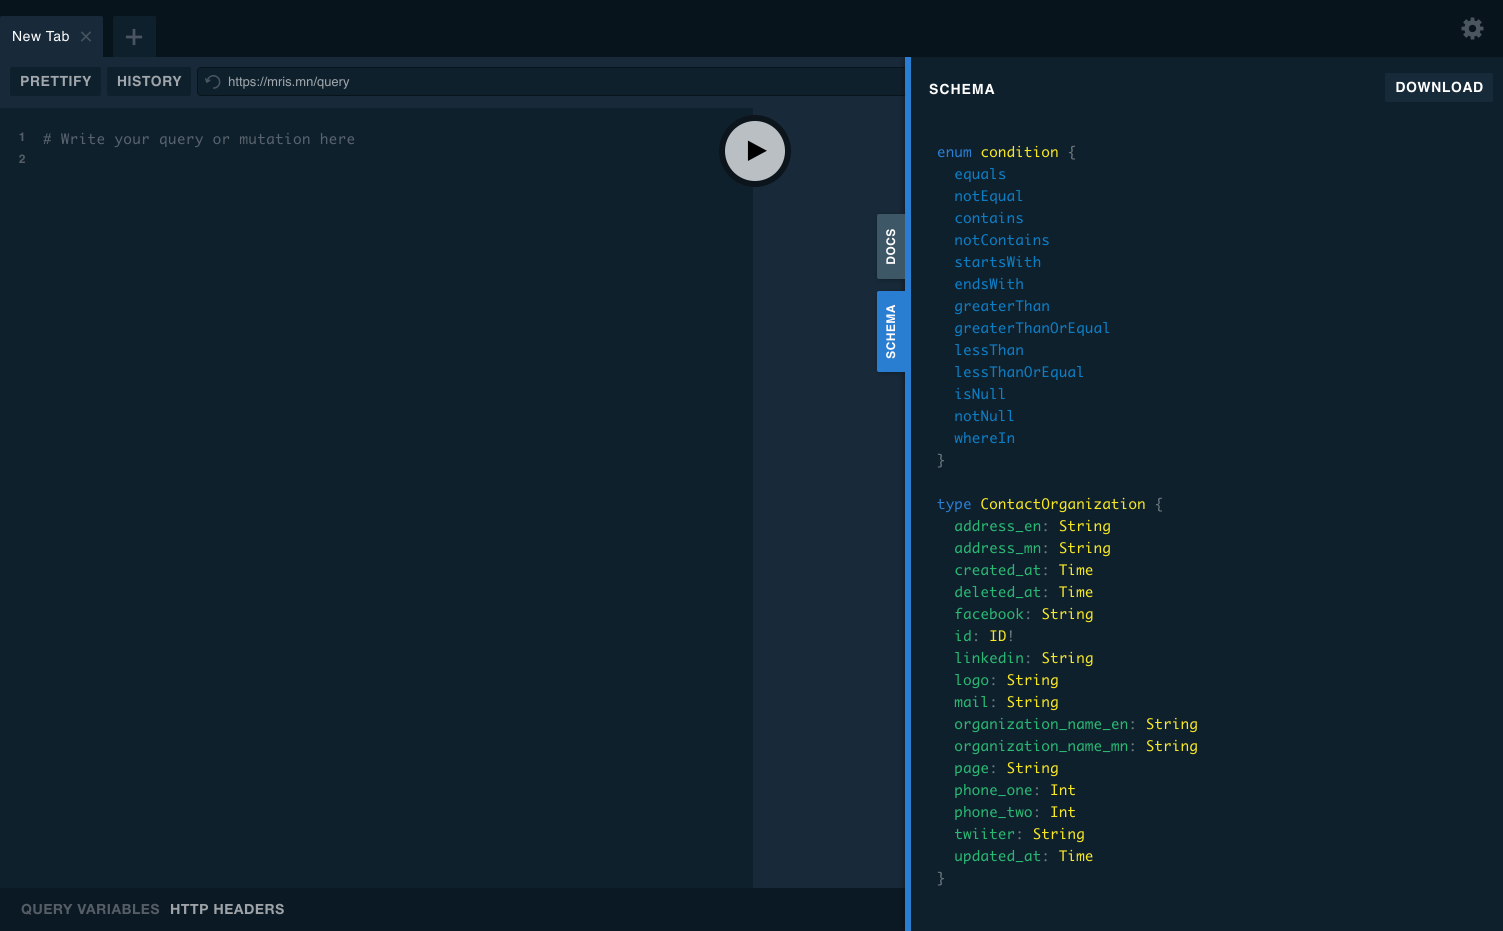 New Tab
PRETTIFY HISTORY https://mris.mn/query
1 # Write your query or mutation here
2
DOCS
SCHEMA
QUERY VARIABLES HTTP HEADERS
SCHEMA DOWNLOAD
enum condition {
equals
notEqual
contains
notContains
startsWith
endsWith
greaterThan
greaterThanOrEqual
lessThan
lessThanOrEqual
isNull
notNull
whereIn
}
type ContactOrganization {
address_en: String
address_mn: String
created_at: Time
deleted_at: Time
facebook: String
id: ID!
linkedin: String
logo: String
mail: String
organization_name_en: String
organization_name_mn: String
page: String
phone_one: Int
phone_two: Int
twiiter: String
updated_at: Time
}